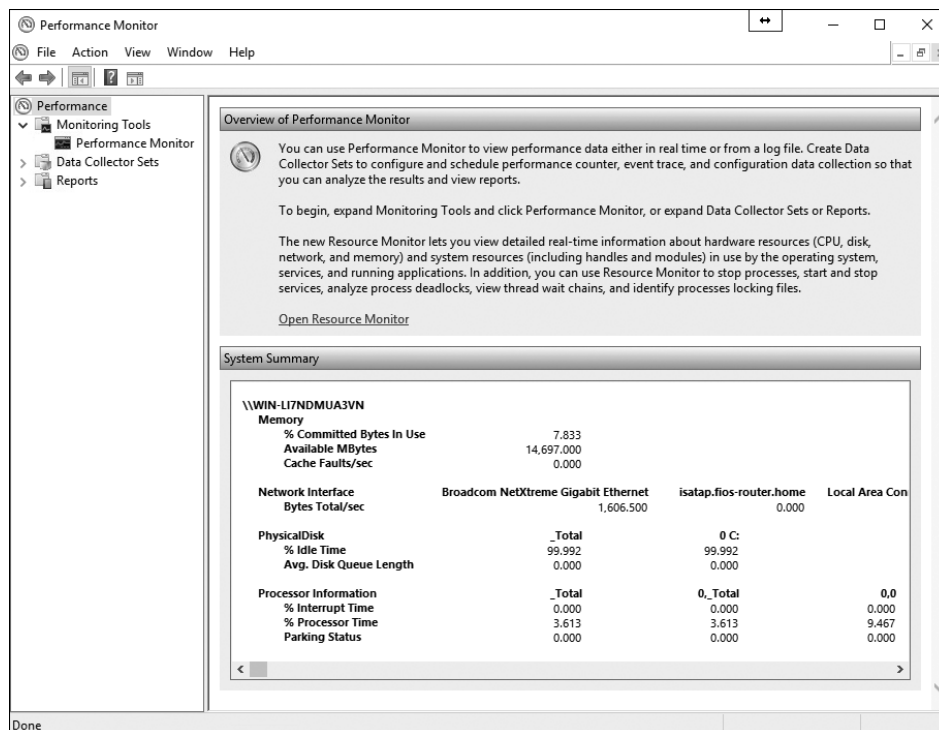 Performance Monitor
File Action View Window Help
Performance
Monitoring Tools
Performance Monitor
Data Collector Sets
Reports
Overview of Performance Monitor
You can use Performance Monitor to view performance data either in real time or from a log file. Create Data
Collector Sets to configure and schedule performance counter, event trace, and configuration data collection so that
you can analyze the results and view reports.
To begin, expand Monitoring Tools and click Performance Monitor, or expand Data Collector Sets or Reports.
The new Resource Monitor lets you view detailed real-time information about hardware resources (CPU, disk,
network, and memory) and system resources (including handles and modules) in use by the operating system,
services, and running applications. In addition, you can use Resource Monitor to stop processes, start and stop
services, analyze process deadlocks, view thread wait chains, and identify processes locking files.
Open Resource Monitor
System Summary
\\WIN-LI7NDMUA3VN
Memory
% Committed Bytes In Use 7.833
Available MBytes 14,697.000
Cache Faults/sec 0.000
Network Interface Broadcom NetXtreme Gigabit Ethernet isatap.fios-router.home Local Area Con
Bytes Total/sec 1,606.500 0.000
PhysicalDisk _Total 0 C:
% Idle Time 99.992 99.992
Avg. Disk Queue Length 0.000 0.000
Processor Information _Total 0,_Total 0,0
% Interrupt Time 0.000 0.000 0.000
% Processor Time 3.613 3.613 9.467
Parking Status 0.000 0.000 0.000
Done